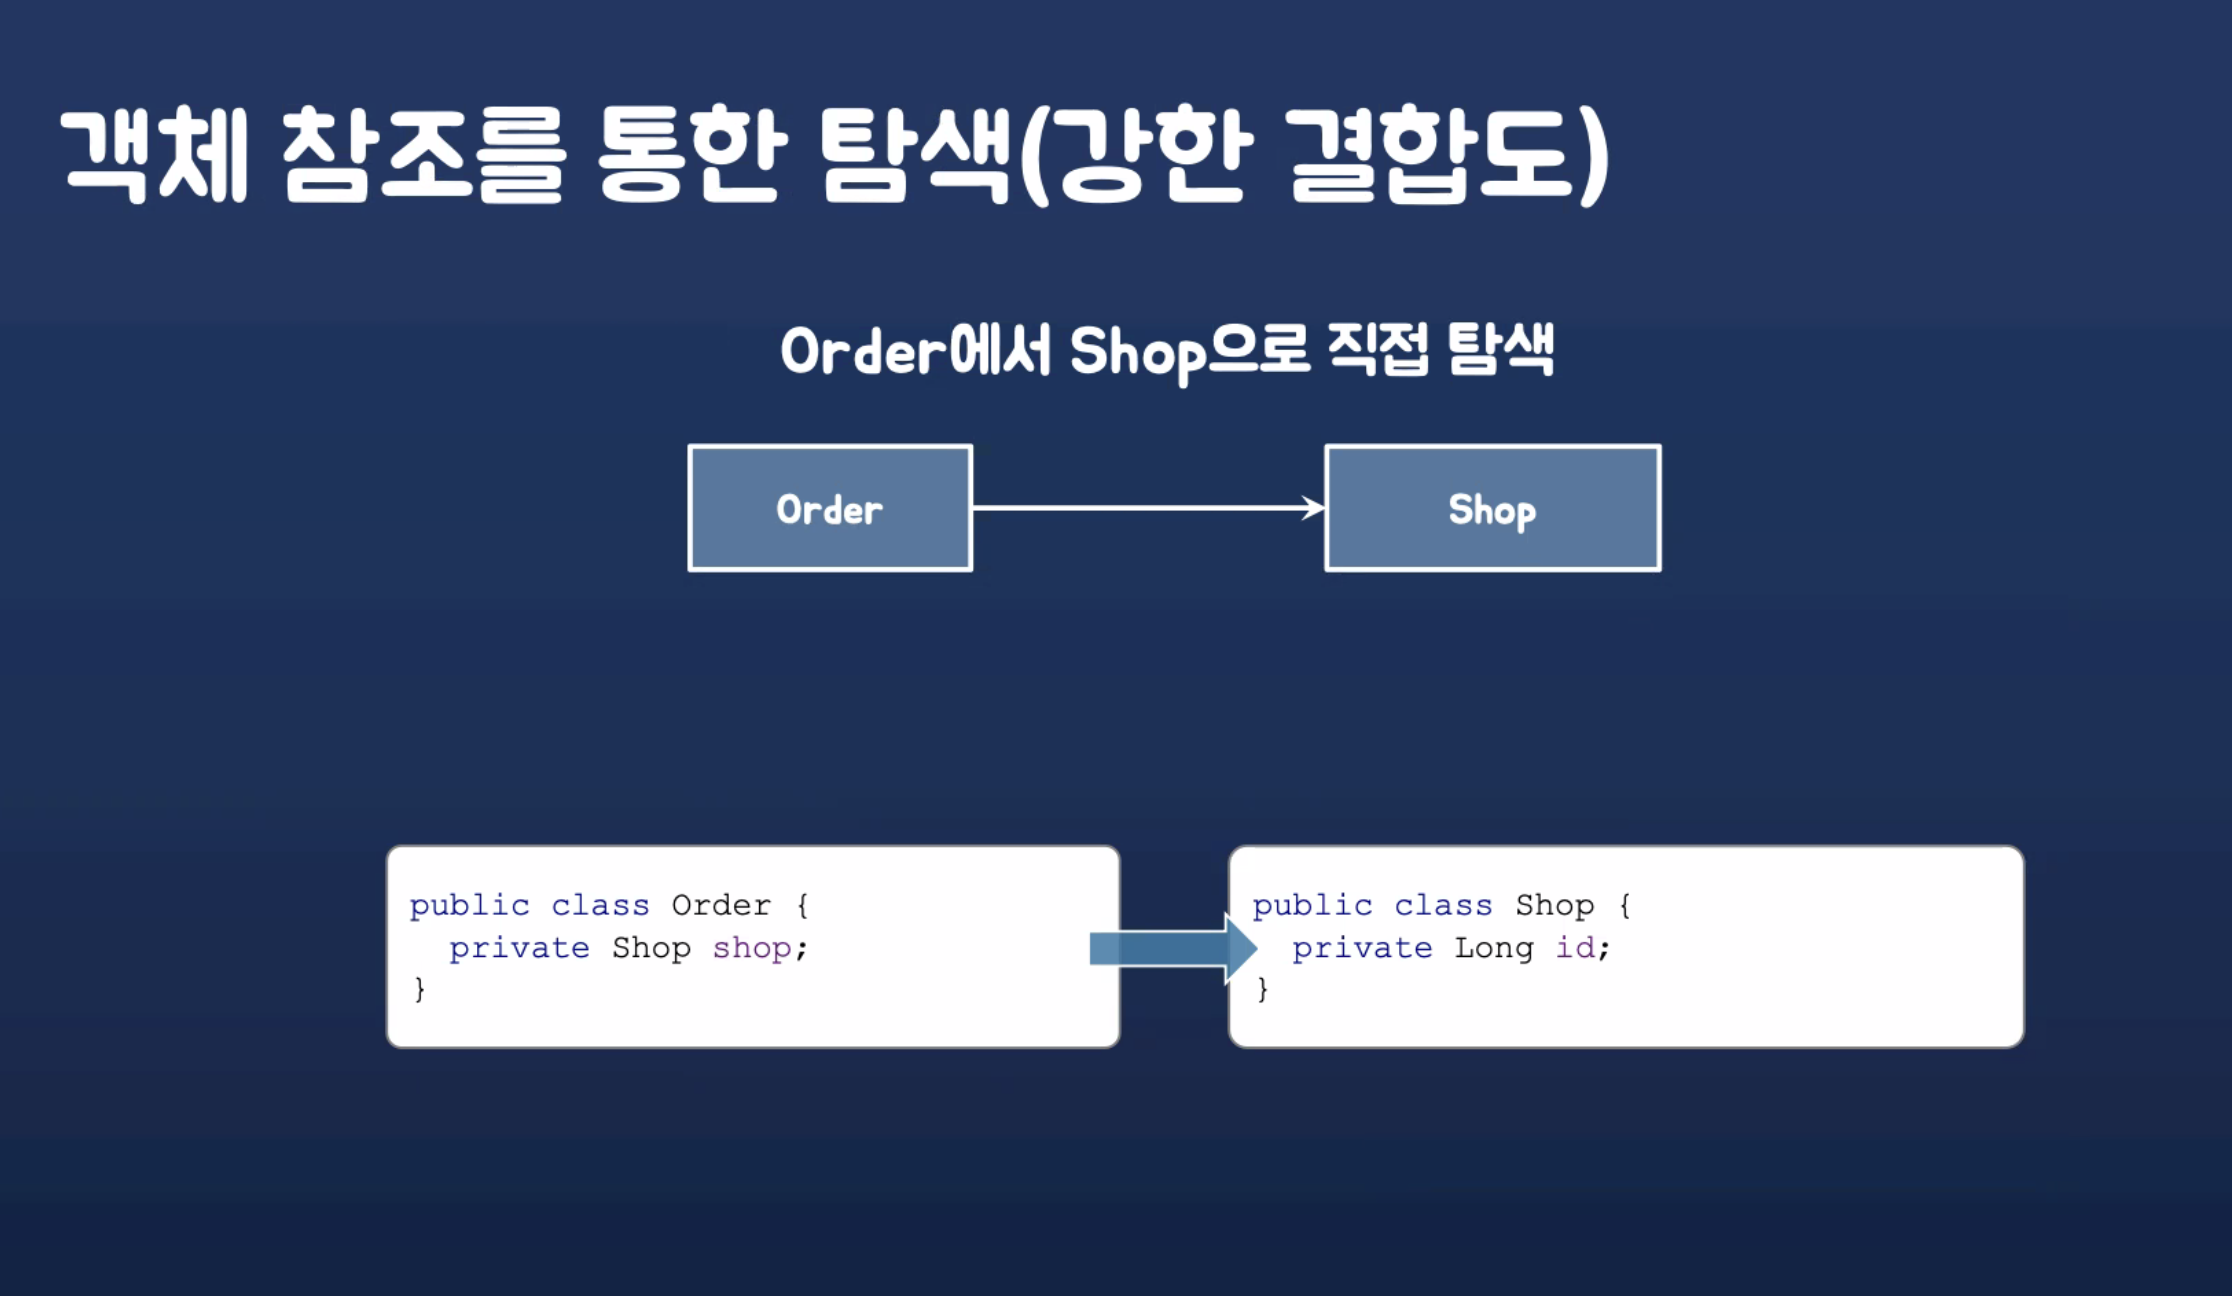 객체 참조를 통한 탐색(강한 결합도)
Order에서 Shop으로 직접 탐색
Order
Shop
public class Order {
  private Shop shop;
}
public class Shop {
  private Long id;
}